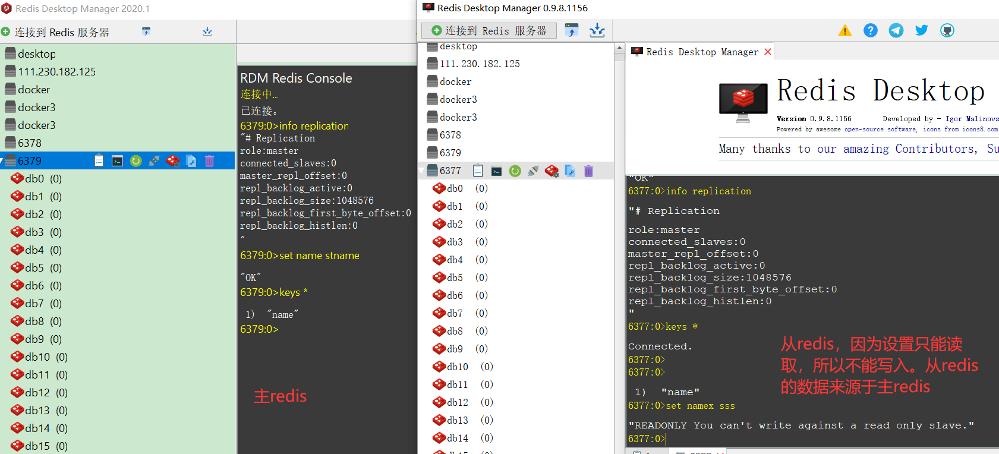 Redis Desktop Manager 2020.1
连接到 Redis 服务器
desktop
111.230.182.125
docker
docker3
docker3
6378
6379
db0 (0)
db1 (0)
db2 (0)
db3 (0)
db4 (0)
db5 (0)
db6 (0)
db7 (0)
db8 (0)
db9 (0)
db10 (0)
db11 (0)
db12 (0)
db13 (0)
db14 (0)
db15 (0)
RDM Redis Console
连接中...
已连接。
6379:0>info replication
"# Replication
role:master
connected_slaves:0
master_repl_offset:0
repl_backlog_active:0
repl_backlog_size:1048576
repl_backlog_first_byte_offset:0
repl_backlog_histlen:0
"
6379:0>set name stname
"OK"
6379:0>keys *
1) "name"
6379:0>
主redis
Redis Desktop Manager 0.9.8.1156
连接到 Redis 服务器
desktop
111.230.182.125
docker
docker3
docker3
6378
6379
6377
db0 (0)
db1 (0)
db2 (0)
db3 (0)
db4 (0)
db5 (0)
db6 (0)
db7 (0)
db8 (0)
db9 (0)
db10 (0)
db11 (0)
db12 (0)
db13 (0)
db14 (0)
Redis Desktop Manager
Redis Desktop
Version 0.9.8.1156 Developed by - Igor Malinovs
Powered by awesome open-source software, icons from icons8.com
Many thanks to our amazing Contributors, Su
"OK"
6377:0>info replication
"# Replication
role:master
connected_slaves:0
master_repl_offset:0
repl_backlog_active:0
repl_backlog_size:1048576
repl_backlog_first_byte_offset:0
repl_backlog_histlen:0
"
6377:0>keys *
Connected.
6377:0>
6377:0>
1) "name"
6377:0>set namex sss
"READONLY You can't write against a read only slave."
6377:0>
从redis，因为设置只能读
取，所以不能写入。从redis
的数据来源于主redis